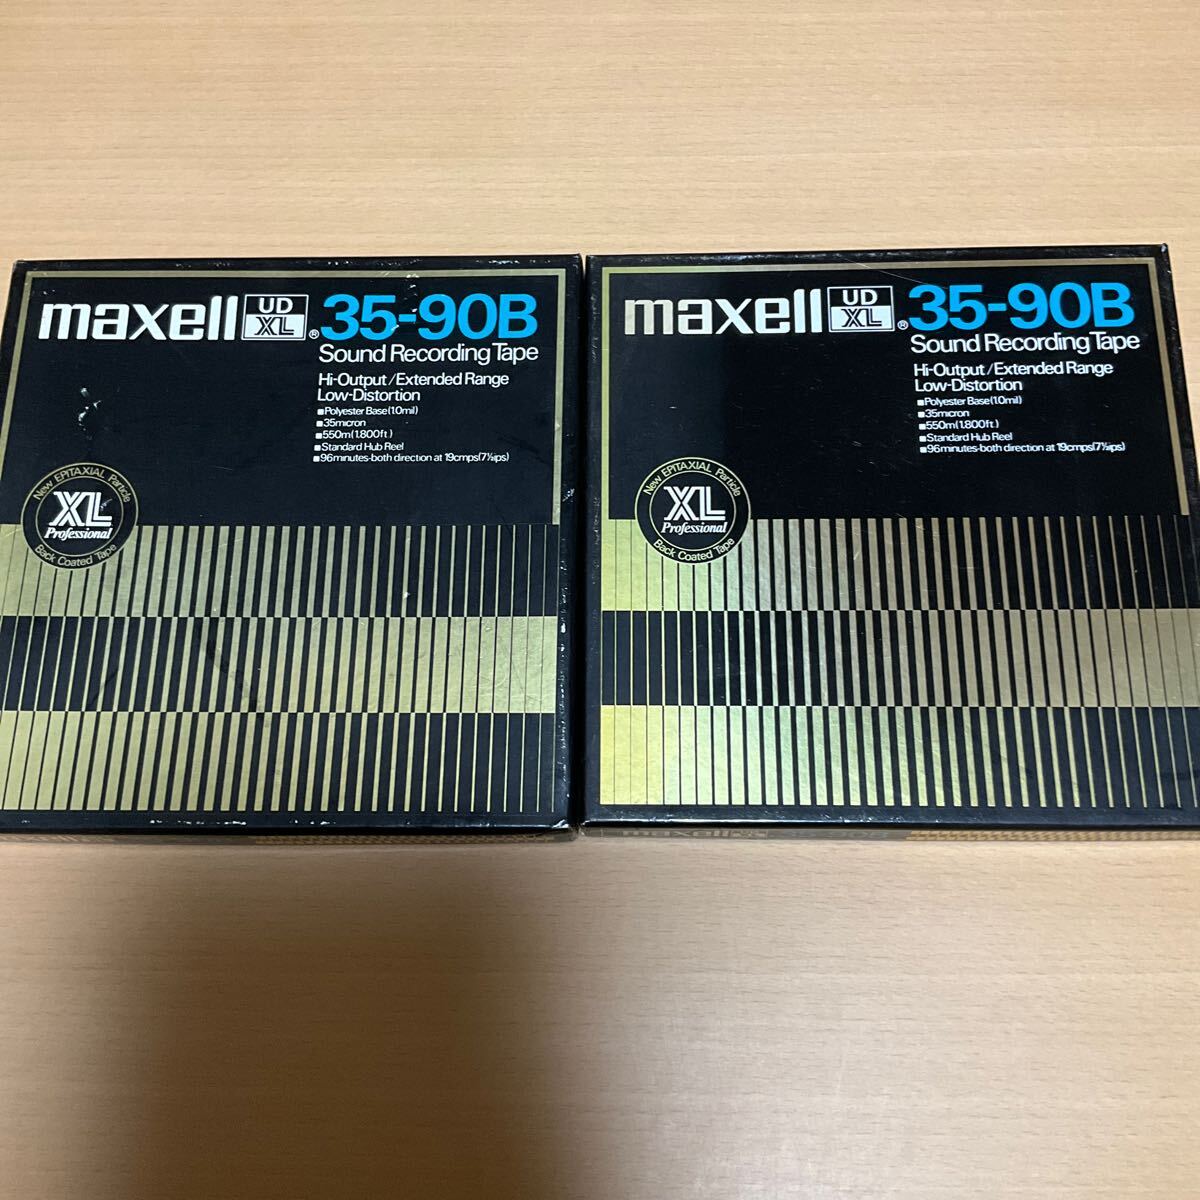 maxell UD XL ® 35-90B
Sound Recording Tape
Hi-Output/Extended Range
Low-Distortion
■Polyester Base(1.0mil)
■35micron
■550m(1,800ft)
■Standard Hub Reel
■96minutes-both direction at 19cmps(7½ips)
New EPITAXIAL Particle
XL
Professional
Back Coated Tape
maxell UD XL ® 35-90B
Sound Recording Tape
Hi-Output/Extended Range
Low-Distortion
■Polyester Base(1.0mil)
■35micron
■550m(1,800ft)
■Standard Hub Reel
■96minutes-both direction at 19cmps(7½ips)
New EPITAXIAL Particle
XL
Professional
Back Coated Tape
maxell